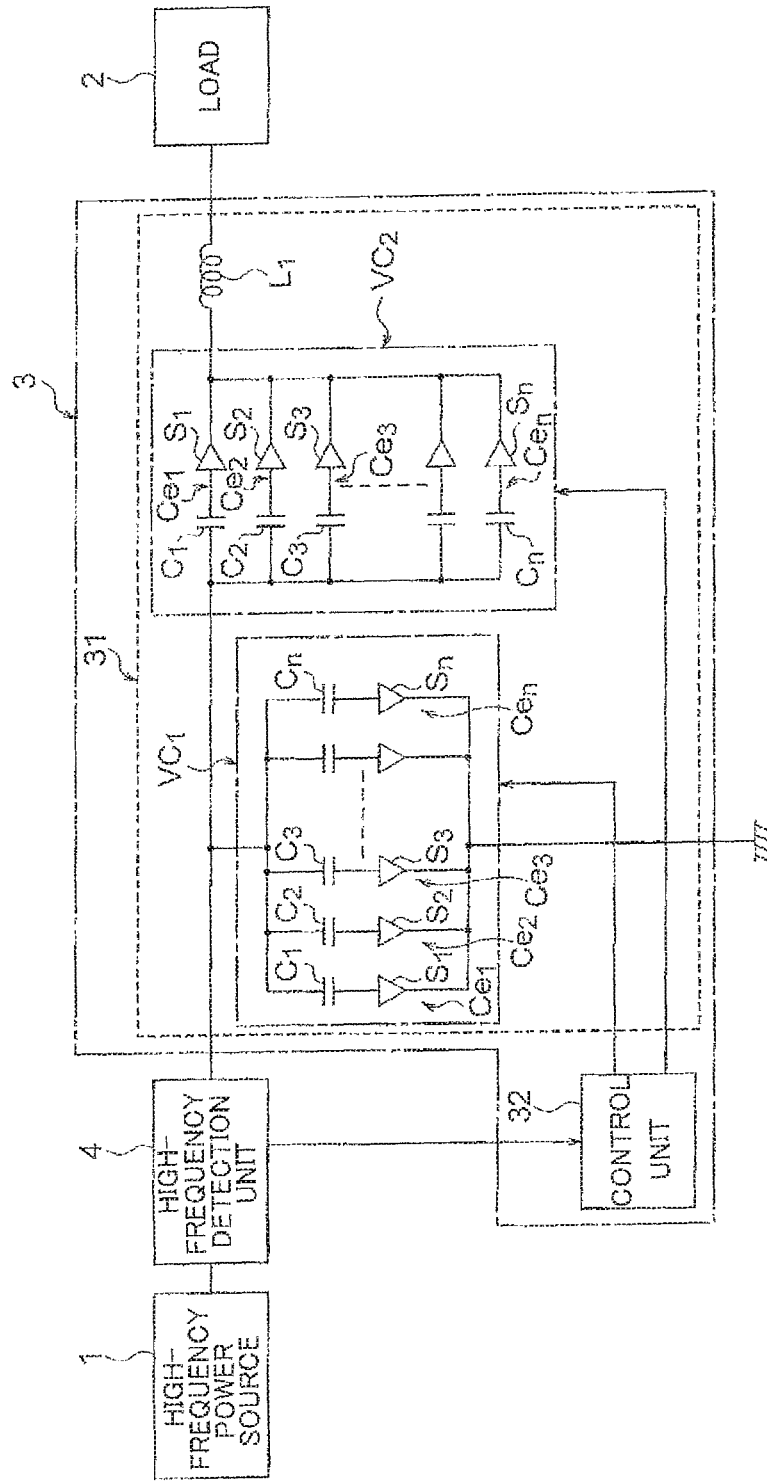 1
HIGH-
FREQUENCY
POWER
SOURCE
4
HIGH-
FREQUENCY
DETECTION
UNIT
3
31
VC1
C1
C2
C3
Cn
S1
S2
S3
Sn
Ce1
Ce2
Ce3
Cen
C1
C2
C3
Cn
Ce1
Ce2
Ce3
Cen
S1
S2
S3
Sn
VC2
L1
2
LOAD
32
CONTROL
UNIT